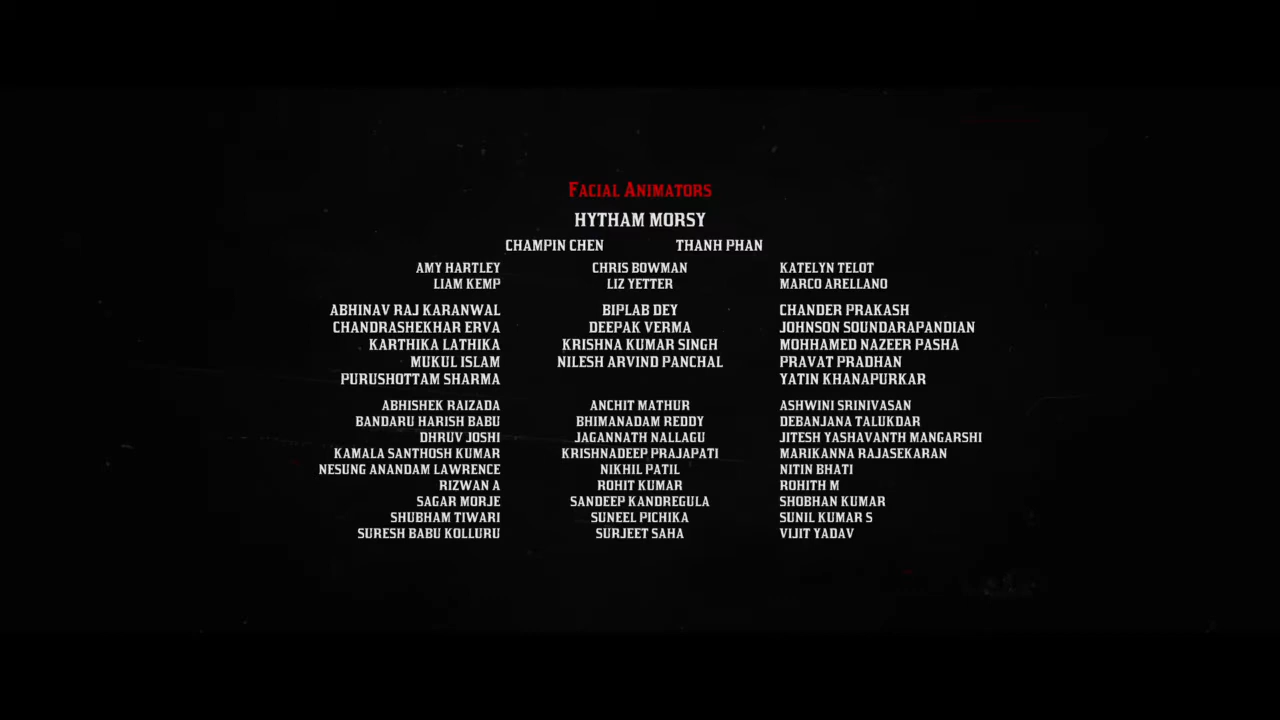 Facial Animators
HYTHAM MORSY
CHAMPIN CHEN THANH PHAN
AMY HARTLEY CHRIS BOWMAN KATELYN TELOT
LIAM KEMP LIZ YETTER MARCO ARELLANO
ABHINAV RAJ KARANWAL BIPLAB DEY CHANDER PRAKASH
CHANDRASHEKHAR ERVA DEEPAK VERMA JOHNSON SOUNDARAPANDIAN
KARTHIKA LATHIKA KRISHNA KUMAR SINGH MOHHAMED NAZEER PASHA
MUKUL ISLAM NILESH ARVIND PANCHAL PRAVAT PRADHAN
PURUSHOTTAM SHARMA YATIN KHANAPURKAR
ABHISHEK RAIZADA ANCHIT MATHUR ASHWINI SRINIVASAN
BANDARU HARISH BABU BHIMANADAM REDDY DEBANJANA TALUKDAR
DHRUV JOSHI JAGANNATH NALLAGU JITESH YASHAVANTH MANGARSHI
KAMALA SANTHOSH KUMAR KRISHNADEEP PRAJAPATI MARIKANNA RAJASEKARAN
NESUNG ANANDAM LAWRENCE NIKHIL PATIL NITIN BHATI
RIZWAN A ROHIT KUMAR ROHITH M
SAGAR MORJE SANDEEP KANDREGULA SHOBHAN KUMAR
SHUBHAM TIWARI SUNEEL PICHIKA SUNIL KUMAR S
SURESH BABU KOLLURU SURJEET SAHA VIJIT YADAV